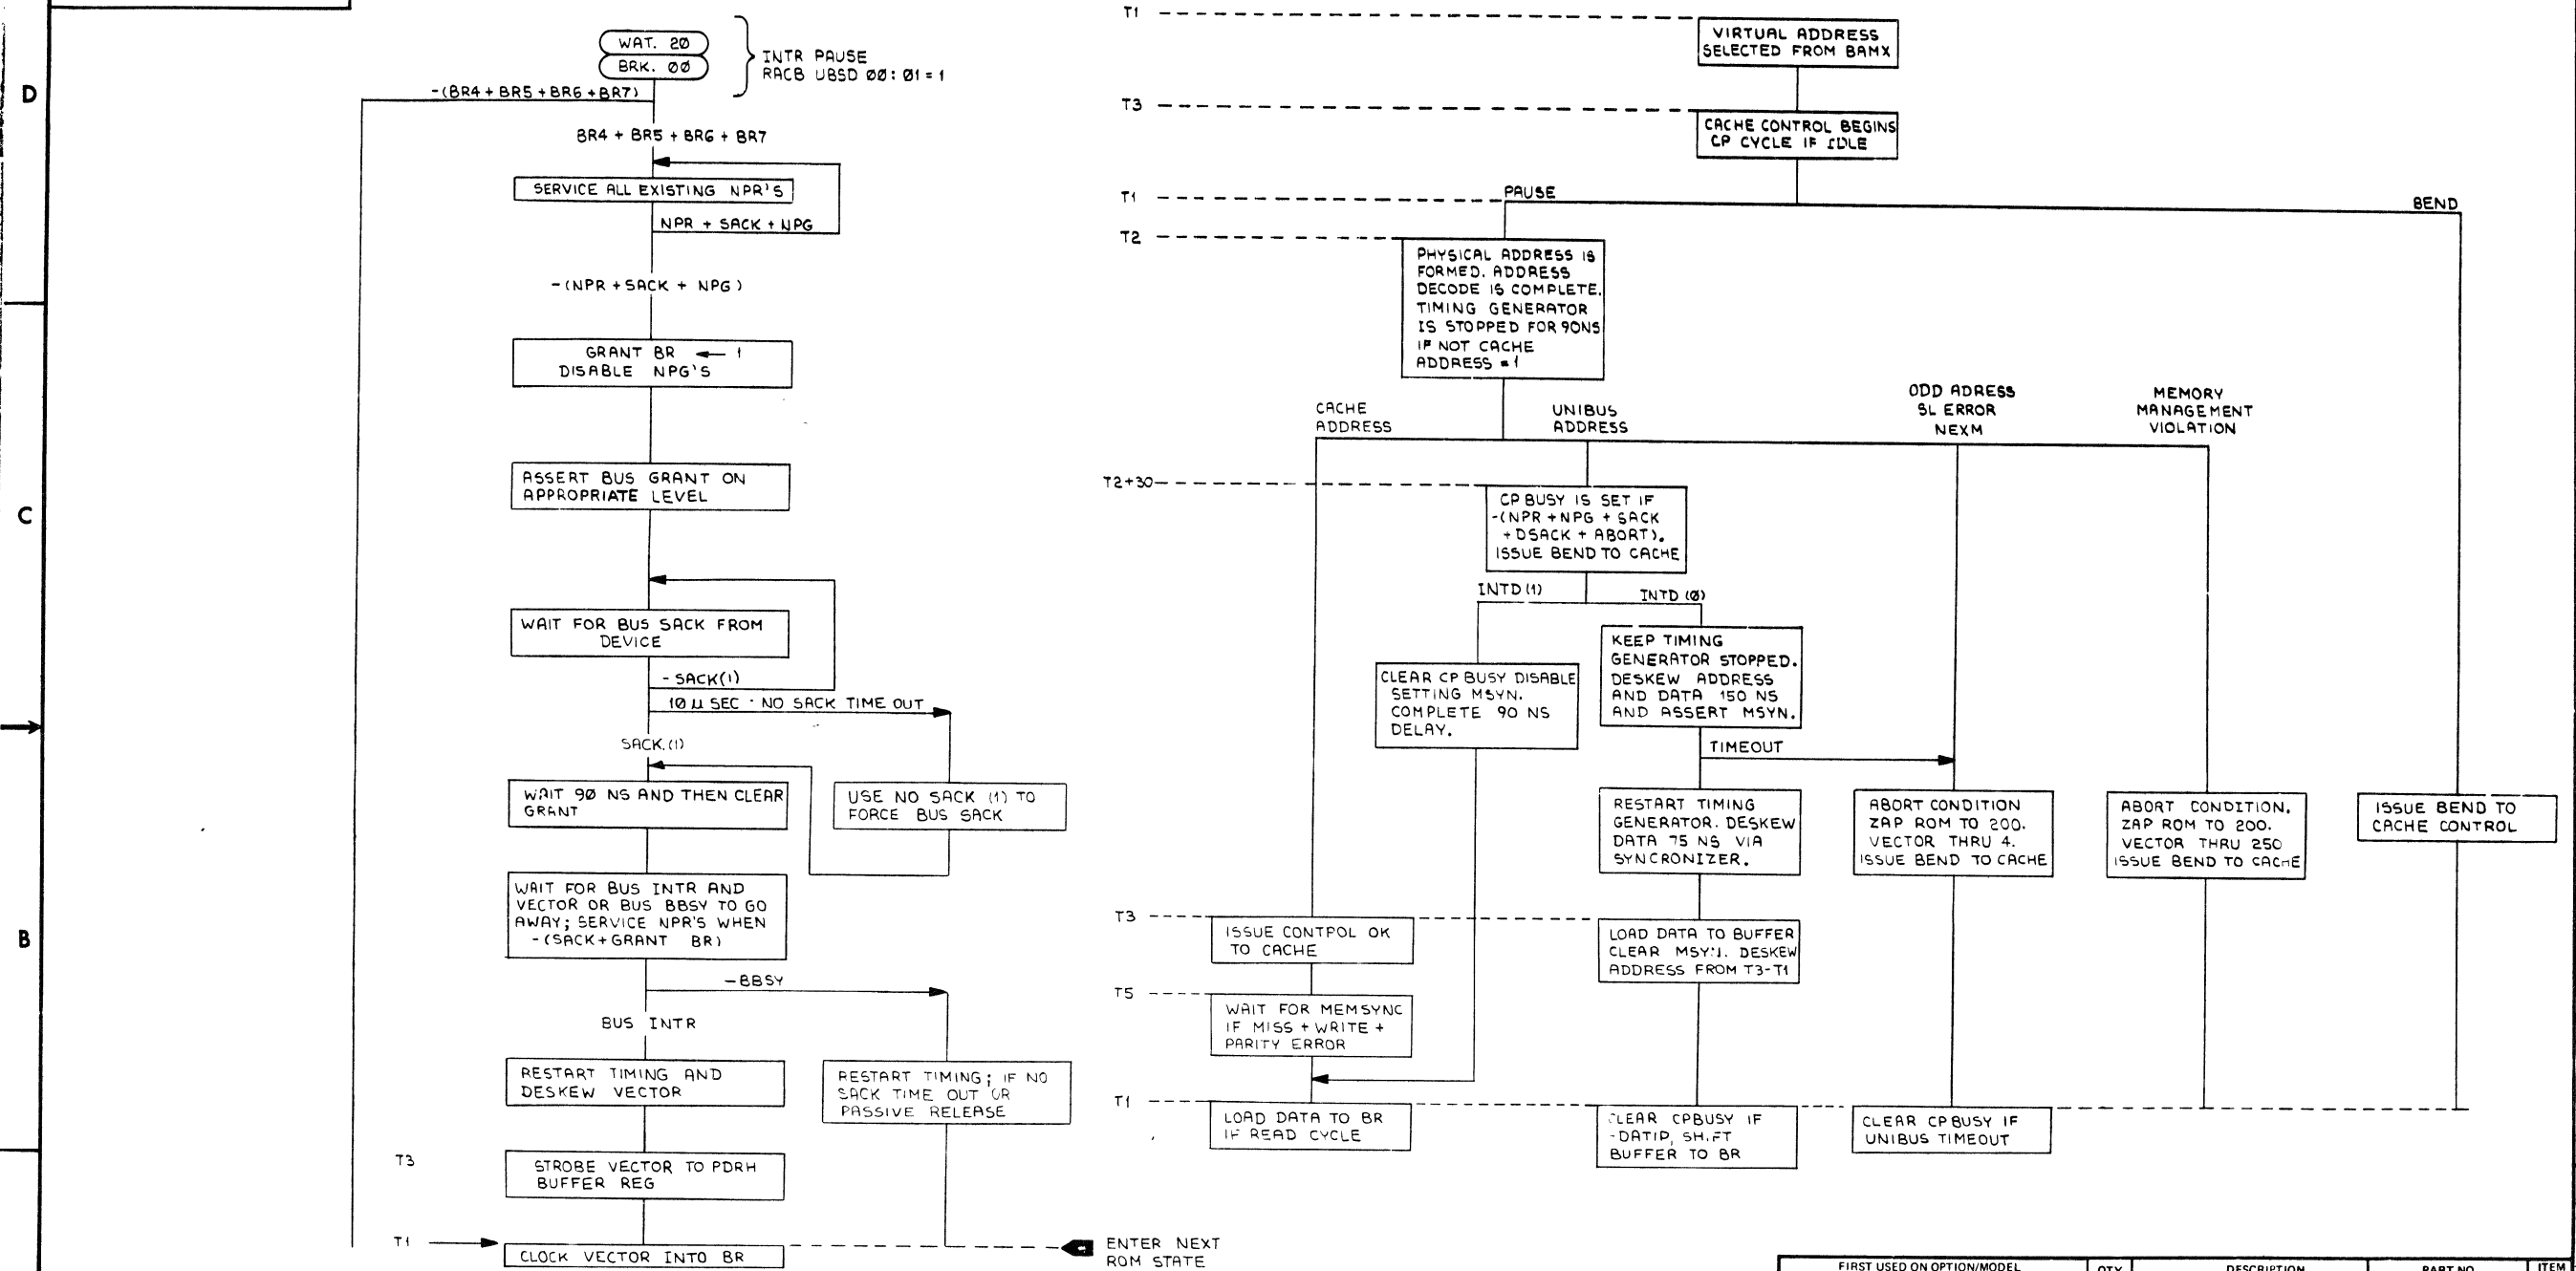 D
C
B
WAT. 20
BRK. 00
INTR PAUSE
RACB UBSD 00:01=1
-(BR4+BR5+BR6+BR7)
BR4 + BR5 + BR6 + BR7
SERVICE ALL EXISTING NPR'S
NPR + SACK + NPG
-(NPR +SACK + NPG)
GRANT BR ← 1
DISABLE NPG'S
ASSERT BUS GRANT ON
APPROPRIATE LEVEL
WAIT FOR BUS SACK FROM
DEVICE
- SACK(1)
10 µ SEC · NO SACK TIME OUT
SACK.(1)
WAIT 90 NS AND THEN CLEAR
GRANT
USE NO SACK (1) TO
FORCE BUS SACK
WAIT FOR BUS INTR AND
VECTOR OR BUS BBSY TO GO
AWAY; SERVICE NPR'S WHEN
-(SACK+GRANT BR)
-BBSY
BUS INTR
RESTART TIMING AND
DESKEW VECTOR
RESTART TIMING; IF NO
SACK TIME OUT OR
PASSIVE RELEASE
T3
STROBE VECTOR TO PDRH
BUFFER REG
T1
CLOCK VECTOR INTO BR
ENTER NEXT
ROM STATE
T1
VIRTUAL ADDRESS
SELECTED FROM BAMX
T3
CACHE CONTROL BEGINS
CP CYCLE IF IDLE
T1
PAUSE
BEND
T2
PHYSICAL ADDRESS IS
FORMED. ADDRESS
DECODE IS COMPLETE.
TIMING GENERATOR
IS STOPPED FOR 90NS
IF NOT CACHE
ADDRESS = 1
CACHE
ADDRESS
UNIBUS
ADDRESS
ODD ADRESS
SL ERROR
NEXM
MEMORY
MANAGEMENT
VIOLATION
T2+30
CP BUSY IS SET IF
-(NPR +NPG + SACK
+ DSACK + ABORT).
ISSUE BEND TO CACHE
INTD(1)
INTD (0)
CLEAR CP BUSY DISABLE
SETTING MSYN.
COMPLETE 90 NS
DELAY.
KEEP TIMING
GENERATOR STOPPED.
DESKEW ADDRESS
AND DATA 150 NS
AND ASSERT MSYN.
TIMEOUT
RESTART TIMING
GENERATOR. DESKEW
DATA 75 NS VIA
SYNCRONIZER.
ABORT CONDITION
ZAP ROM TO 200.
VECTOR THRU 4.
ISSUE BEND TO CACHE
ABORT CONDITION.
ZAP ROM TO 200.
VECTOR THRU 250
ISSUE BEND TO CACHE
ISSUE BEND TO
CACHE CONTROL
T3
ISSUE CONTROL OK
TO CACHE
LOAD DATA TO BUFFER
CLEAR MSYN. DESKEW
ADDRESS FROM T3-T1
T5
WAIT FOR MEMSYNC
IF MISS + WRITE +
PARITY ERROR
T1
LOAD DATA TO BR
IF READ CYCLE
CLEAR CPBUSY IF
-DATIP, SHIFT
BUFFER TO BR
CLEAR CPBUSY IF
UNIBUS TIMEOUT
FIRST USED ON OPTION/MODEL
QTY
DESCRIPTION
PART NO.
ITEM